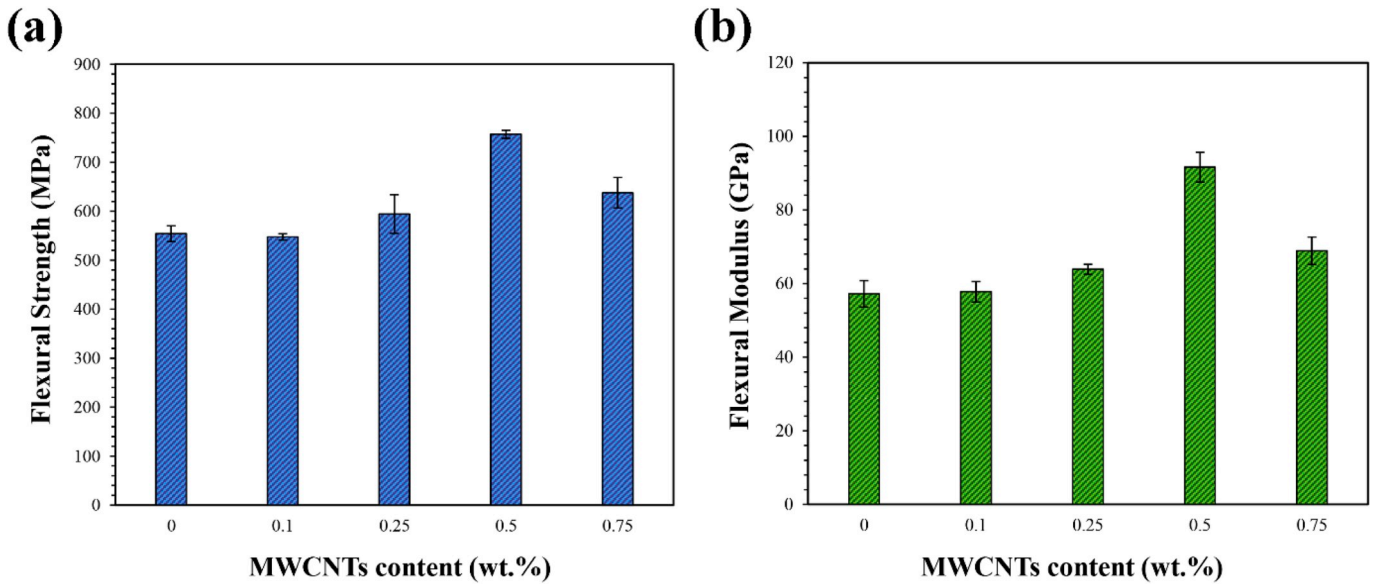 (a)
Flexural Strength (MPa)
900
800
700
600
500
400
300
200
100
0
0 0.1 0.25 0.5 0.75
MWCNTs content (wt.%)
(b)
Flexural Modulus (GPa)
120
100
80
60
40
20
0
0 0.1 0.25 0.5 0.75
MWCNTs content (wt.%)